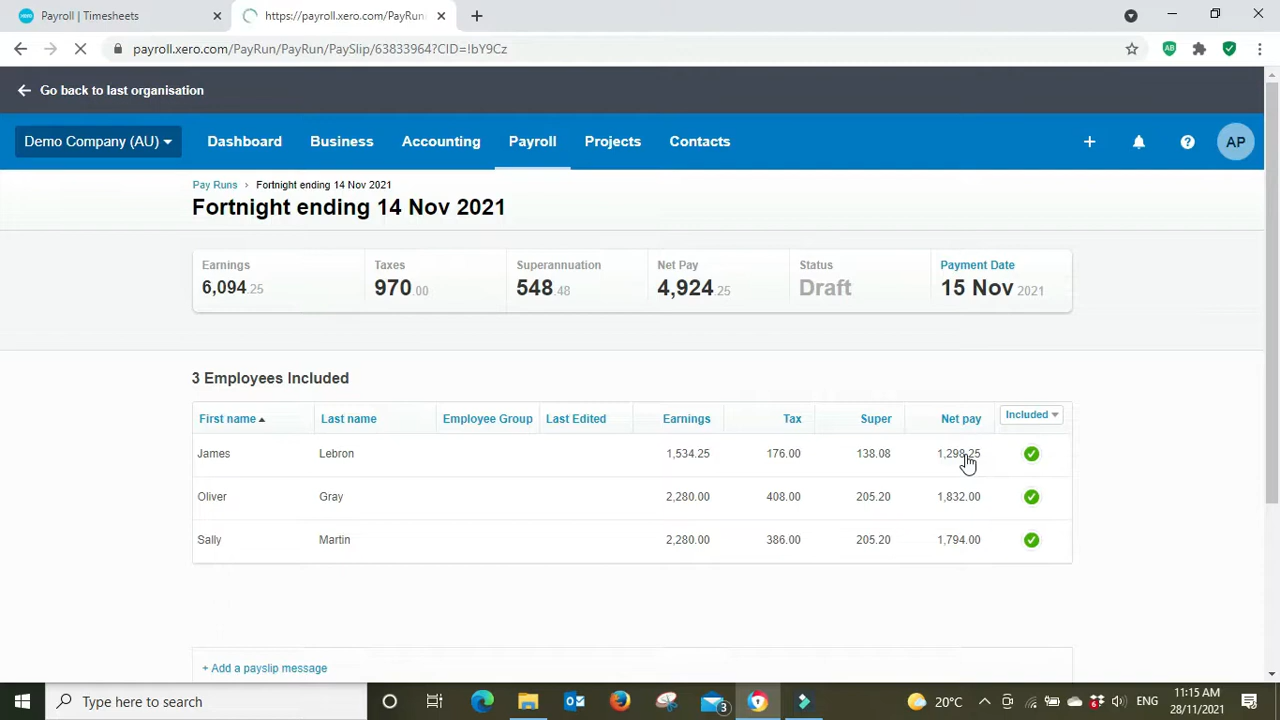 xero Payroll | Timesheets
https://payroll.xero.com/PayRun
payroll.xero.com/PayRun/PayRun/PaySlip/63833964?CID=!bY9Cz
AB
Go back to last organisation
Demo Company (AU) Dashboard Business Accounting Payroll Projects Contacts AP
Pay Runs › Fortnight ending 14 Nov 2021
Fortnight ending 14 Nov 2021
Earnings Taxes Superannuation Net Pay Status Payment Date
6,094.25 970.00 548.48 4,924.25 Draft 15 Nov 2021
3 Employees Included
First name Last name Employee Group Last Edited Earnings Tax Super Net pay Included
James Lebron 1,534.25 176.00 138.08 1,298.25
Oliver Gray 2,280.00 408.00 205.20 1,832.00
Sally Martin 2,280.00 386.00 205.20 1,794.00
+ Add a payslip message
Type here to search 3 20°C 6 ENG 11:15 AM
28/11/2021